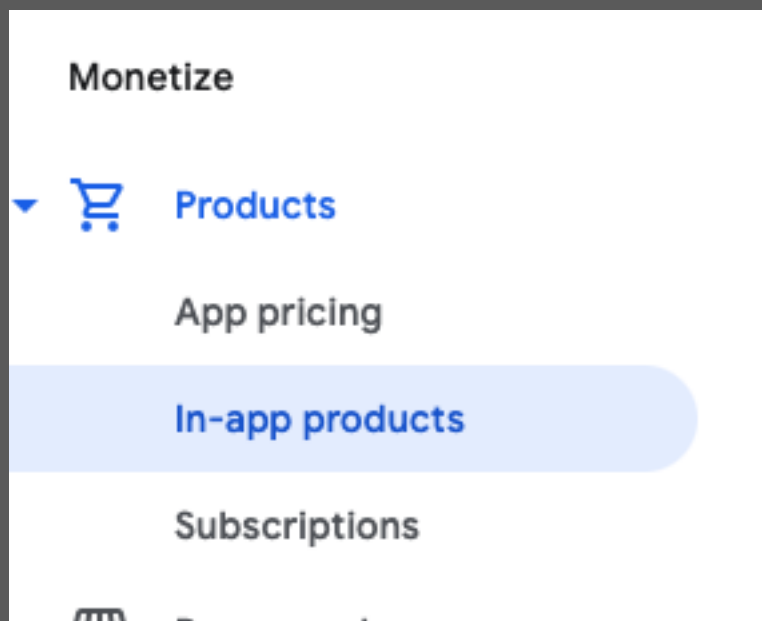 Monetize
Products
App pricing
In-app products
Subscriptions